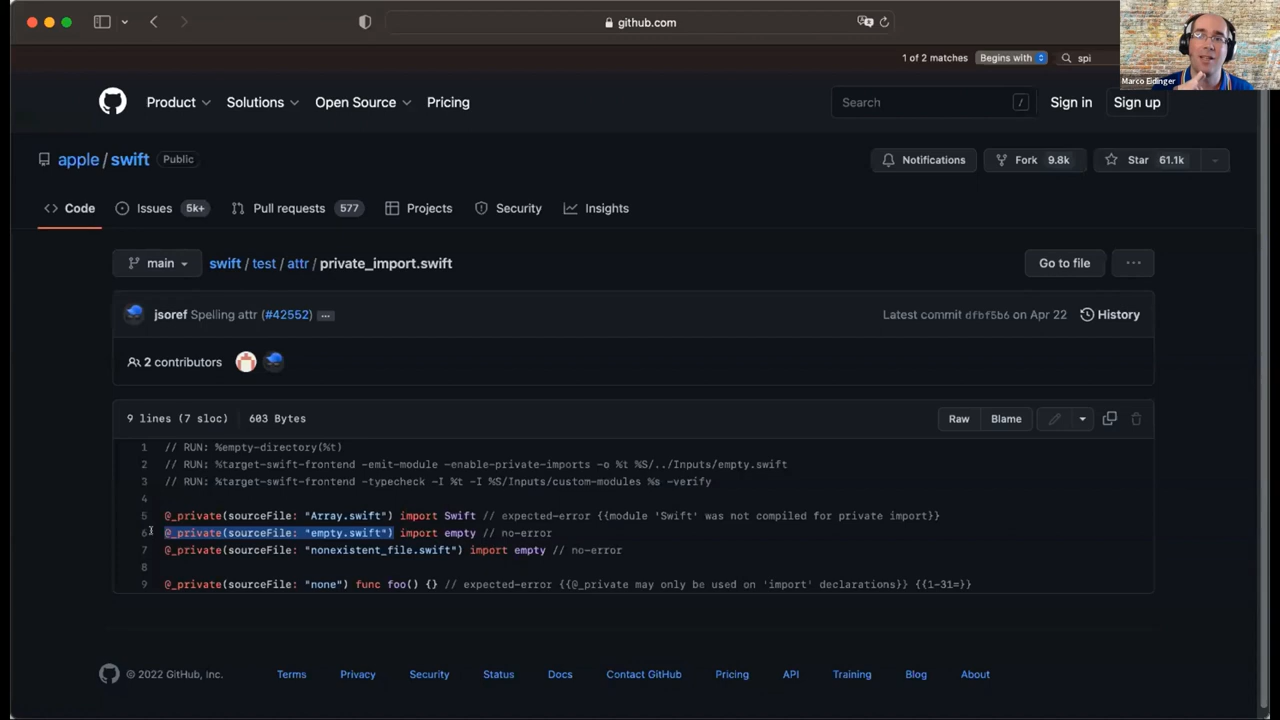 github.com
1 of 2 matches Begins with spi
Marco Eidinger
Product Solutions Open Source Pricing Search / Sign in Sign up
apple / swift Public Notifications Fork 9.8k Star 61.1k
Code Issues 5k+ Pull requests 577 Projects Security Insights
main swift / test / attr / private_import.swift Go to file ...
jsoref Spelling attr (#42552) ... Latest commit dfbf5b6 on Apr 22 History
2 contributors
9 lines (7 sloc) 603 Bytes Raw Blame
1 // RUN: %empty-directory(%t)
2 // RUN: %target-swift-frontend -emit-module -enable-private-imports -o %t %S/../Inputs/empty.swift
3 // RUN: %target-swift-frontend -typecheck -I %t -I %S/Inputs/custom-modules %s -verify
4
5 @_private(sourceFile: "Array.swift") import Swift // expected-error {{module 'Swift' was not compiled for private import}}
6 @_private(sourceFile: "empty.swift") import empty // no-error
7 @_private(sourceFile: "nonexistent_file.swift") import empty // no-error
8
9 @_private(sourceFile: "none") func foo() {} // expected-error {{@_private may only be used on 'import' declarations}} {{1-31=}}
© 2022 GitHub, Inc. Terms Privacy Security Status Docs Contact GitHub Pricing API Training Blog About